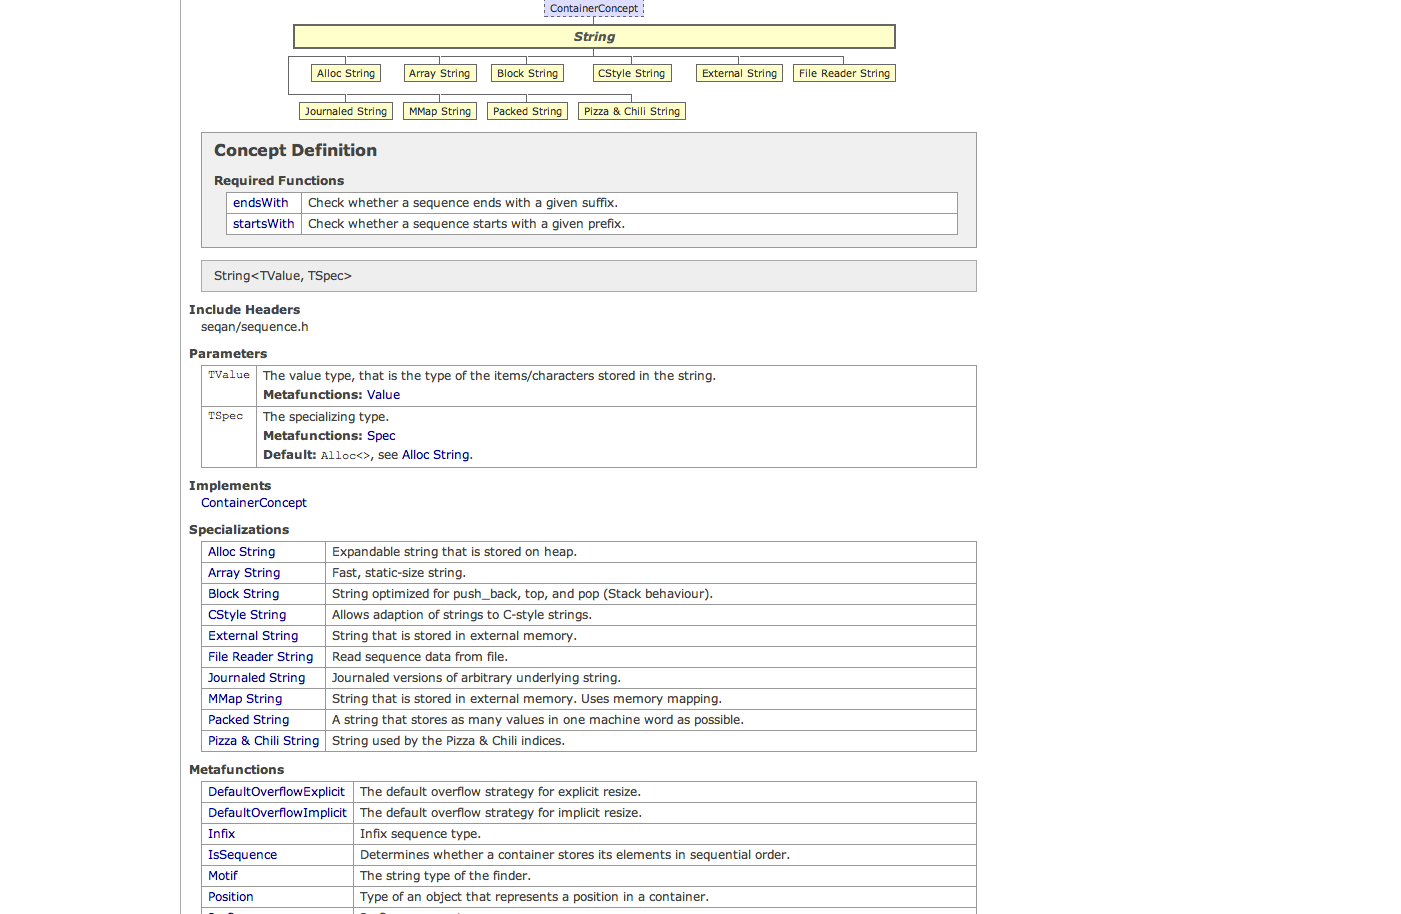 ContainerConcept
String
Alloc String Array String Block String CStyle String External String File Reader String
Journaled String MMap String Packed String Pizza & Chili String
Concept Definition
Required Functions
endsWith Check whether a sequence ends with a given suffix.
startsWith Check whether a sequence starts with a given prefix.
String<TValue, TSpec>
Include Headers
seqan/sequence.h
Parameters
TValue The value type, that is the type of the items/characters stored in the string.
Metafunctions: Value
TSpec The specializing type.
Metafunctions: Spec
Default: Alloc<>, see Alloc String.
Implements
ContainerConcept
Specializations
Alloc String Expandable string that is stored on heap.
Array String Fast, static-size string.
Block String String optimized for push_back, top, and pop (Stack behaviour).
CStyle String Allows adaption of strings to C-style strings.
External String String that is stored in external memory.
File Reader String Read sequence data from file.
Journaled String Journaled versions of arbitrary underlying string.
MMap String String that is stored in external memory. Uses memory mapping.
Packed String A string that stores as many values in one machine word as possible.
Pizza & Chili String String used by the Pizza & Chili indices.
Metafunctions
DefaultOverflowExplicit The default overflow strategy for explicit resize.
DefaultOverflowImplicit The default overflow strategy for implicit resize.
Infix Infix sequence type.
IsSequence Determines whether a container stores its elements in sequential order.
Motif The string type of the finder.
Position Type of an object that represents a position in a container.